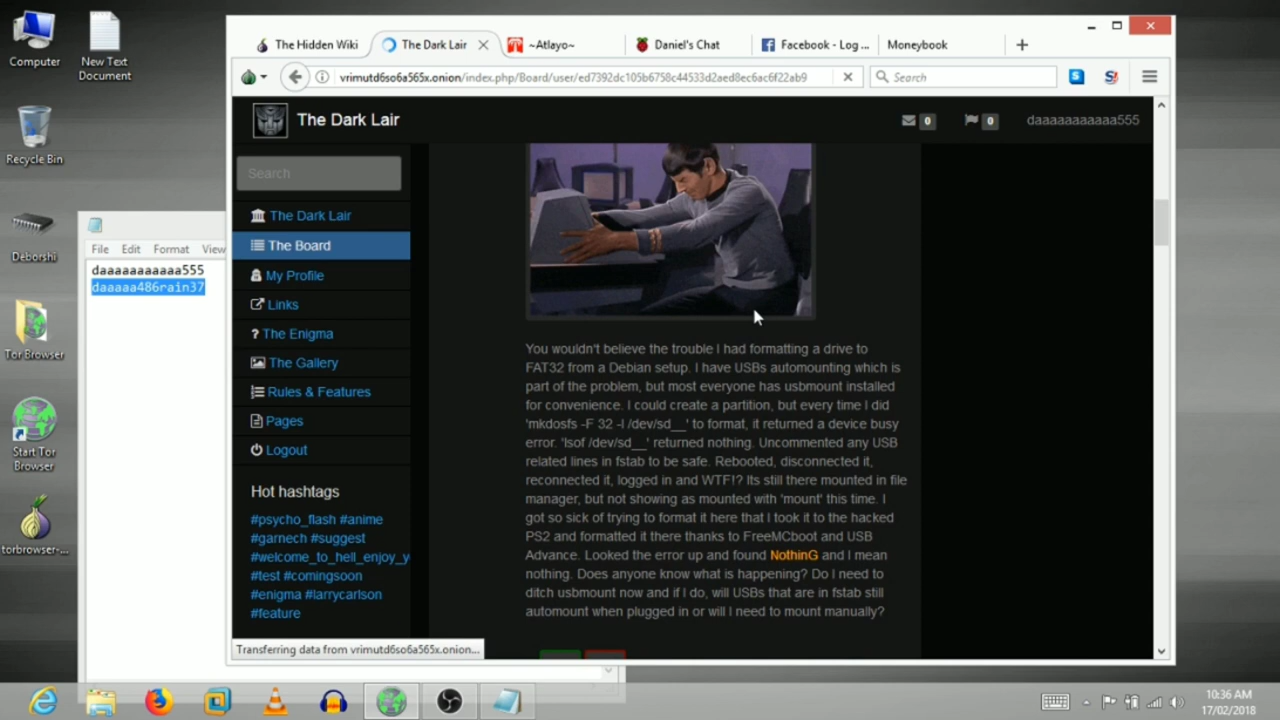 Computer
New Text
Document
Recycle Bin
Deborshi
Tor Browser
Start Tor
Browser
torbrowser-...
File Edit Format View
daaaaaaaaaaa555
daaaaa486rain37
The Hidden Wiki
The Dark Lair
~Atlayo~
Daniel's Chat
Facebook - Log ...
Moneybook
vrimutd6so6a565x.onion/index.php/Board/user/ed7392dc105b6758c44533d2aed8ec6ac6f22ab9
Search
The Dark Lair
0
0
daaaaaaaaaaa555
Search
The Dark Lair
The Board
My Profile
Links
? The Enigma
The Gallery
Rules & Features
Pages
Logout
Hot hashtags
#psycho_flash #anime
#garnech #suggest
#welcome_to_hell_enjoy_y
#test #comingsoon
#enigma #larrycarlson
#feature
You wouldn't believe the trouble I had formatting a drive to
FAT32 from a Debian setup. I have USBs automounting which is
part of the problem, but most everyone has usbmount installed
for convenience. I could create a partition, but every time I did
'mkdosfs -F 32 -I /dev/sd__' to format, it returned a device busy
error. 'lsof /dev/sd__' returned nothing. Uncommented any USB
related lines in fstab to be safe. Rebooted, disconnected it,
reconnected it, logged in and WTF!? Its still there mounted in file
manager, but not showing as mounted with 'mount' this time. I
got so sick of trying to format it here that I took it to the hacked
PS2 and formatted it there thanks to FreeMCboot and USB
Advance. Looked the error up and found NothinG and I mean
nothing. Does anyone know what is happening? Do I need to
ditch usbmount now and if I do, will USBs that are in fstab still
automount when plugged in or will I need to mount manually?
Transferring data from vrimutd6so6a565x.onion...
10:36 AM
17/02/2018